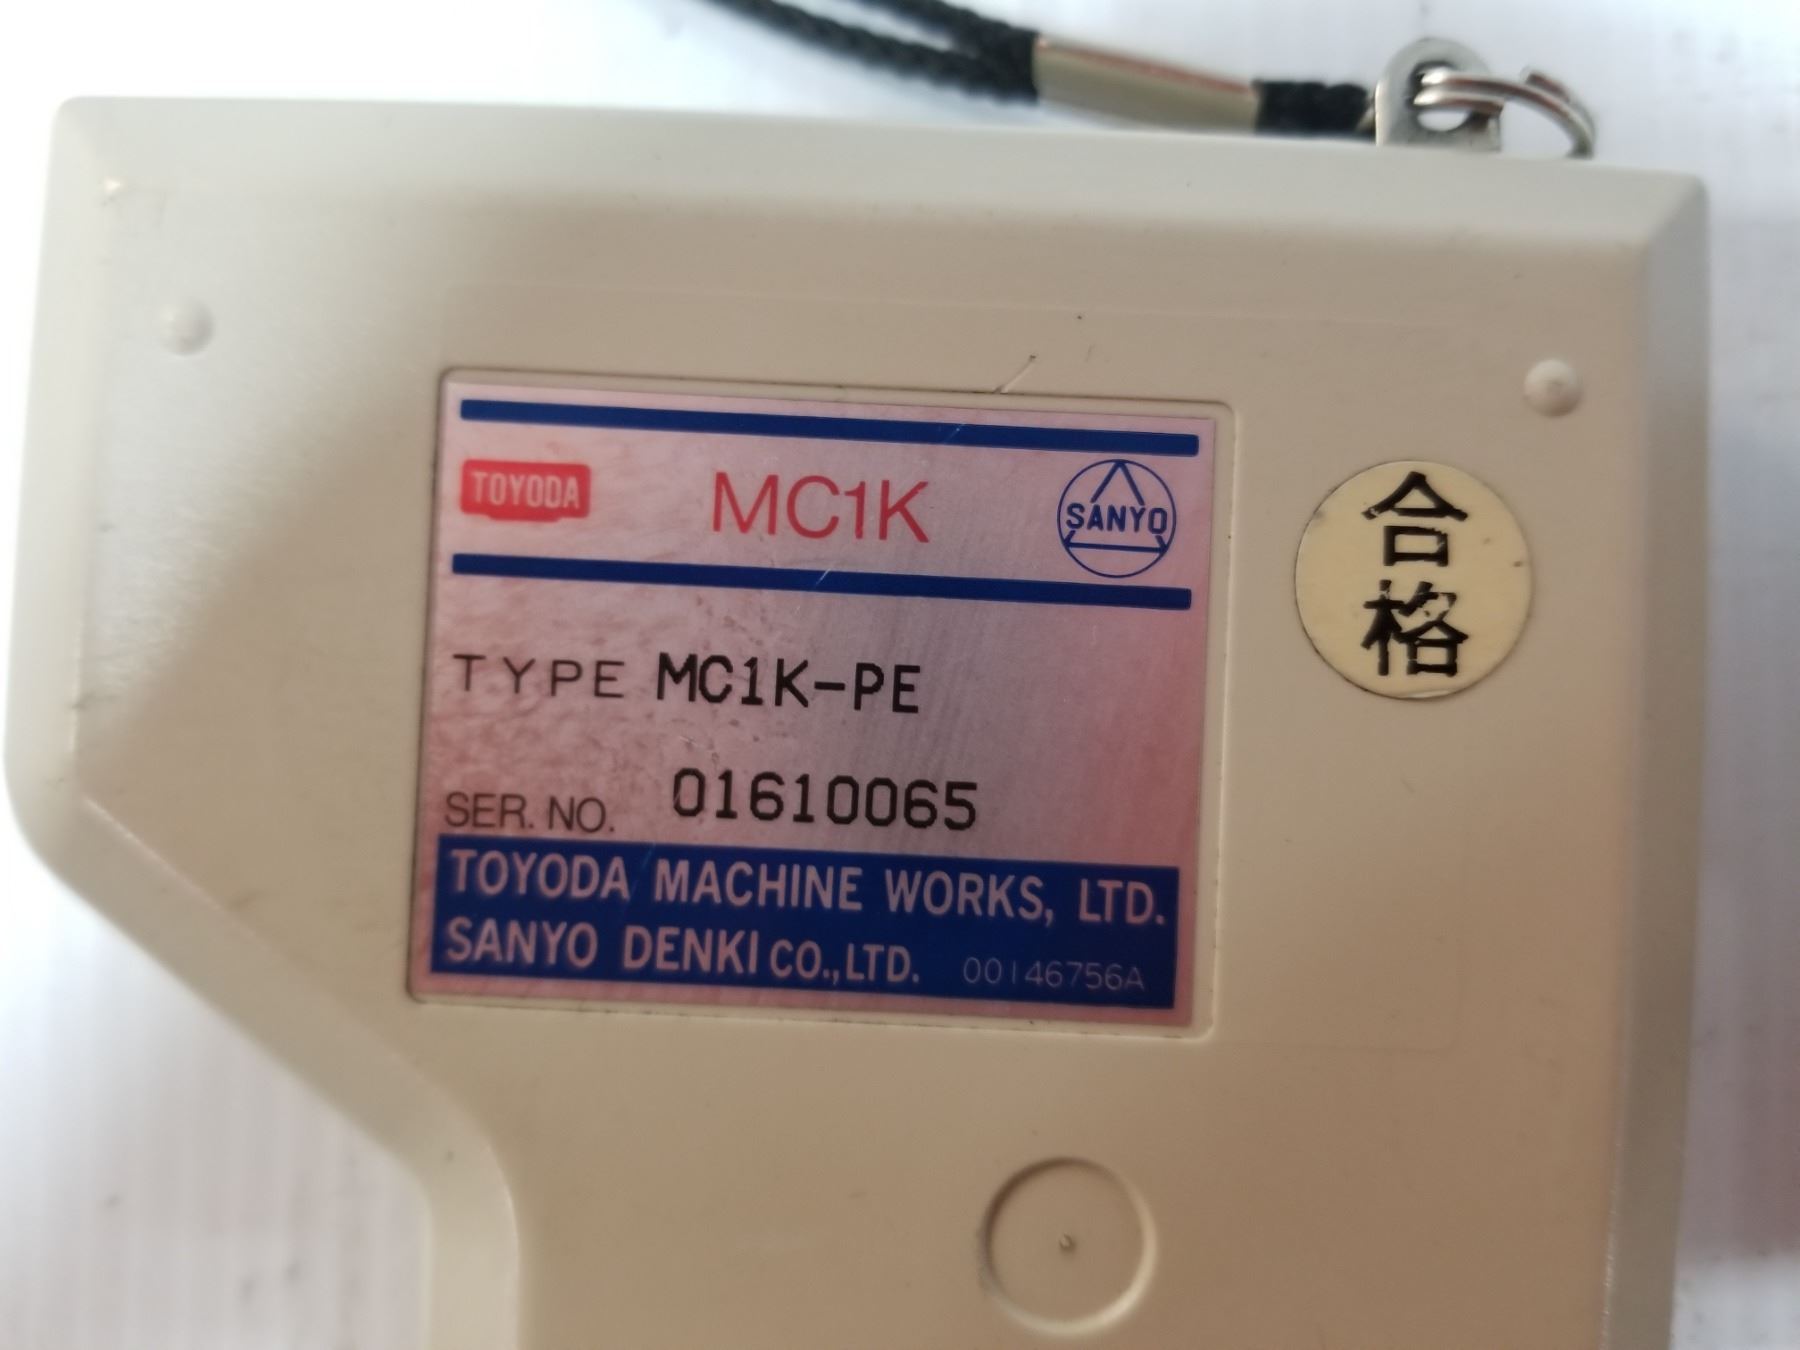 TOYODA MC1K SANYO
TYPE MC1K-PE
SER. NO. 01610065
TOYODA MACHINE WORKS, LTD.
SANYO DENKI CO., LTD. 00146756A
合
格